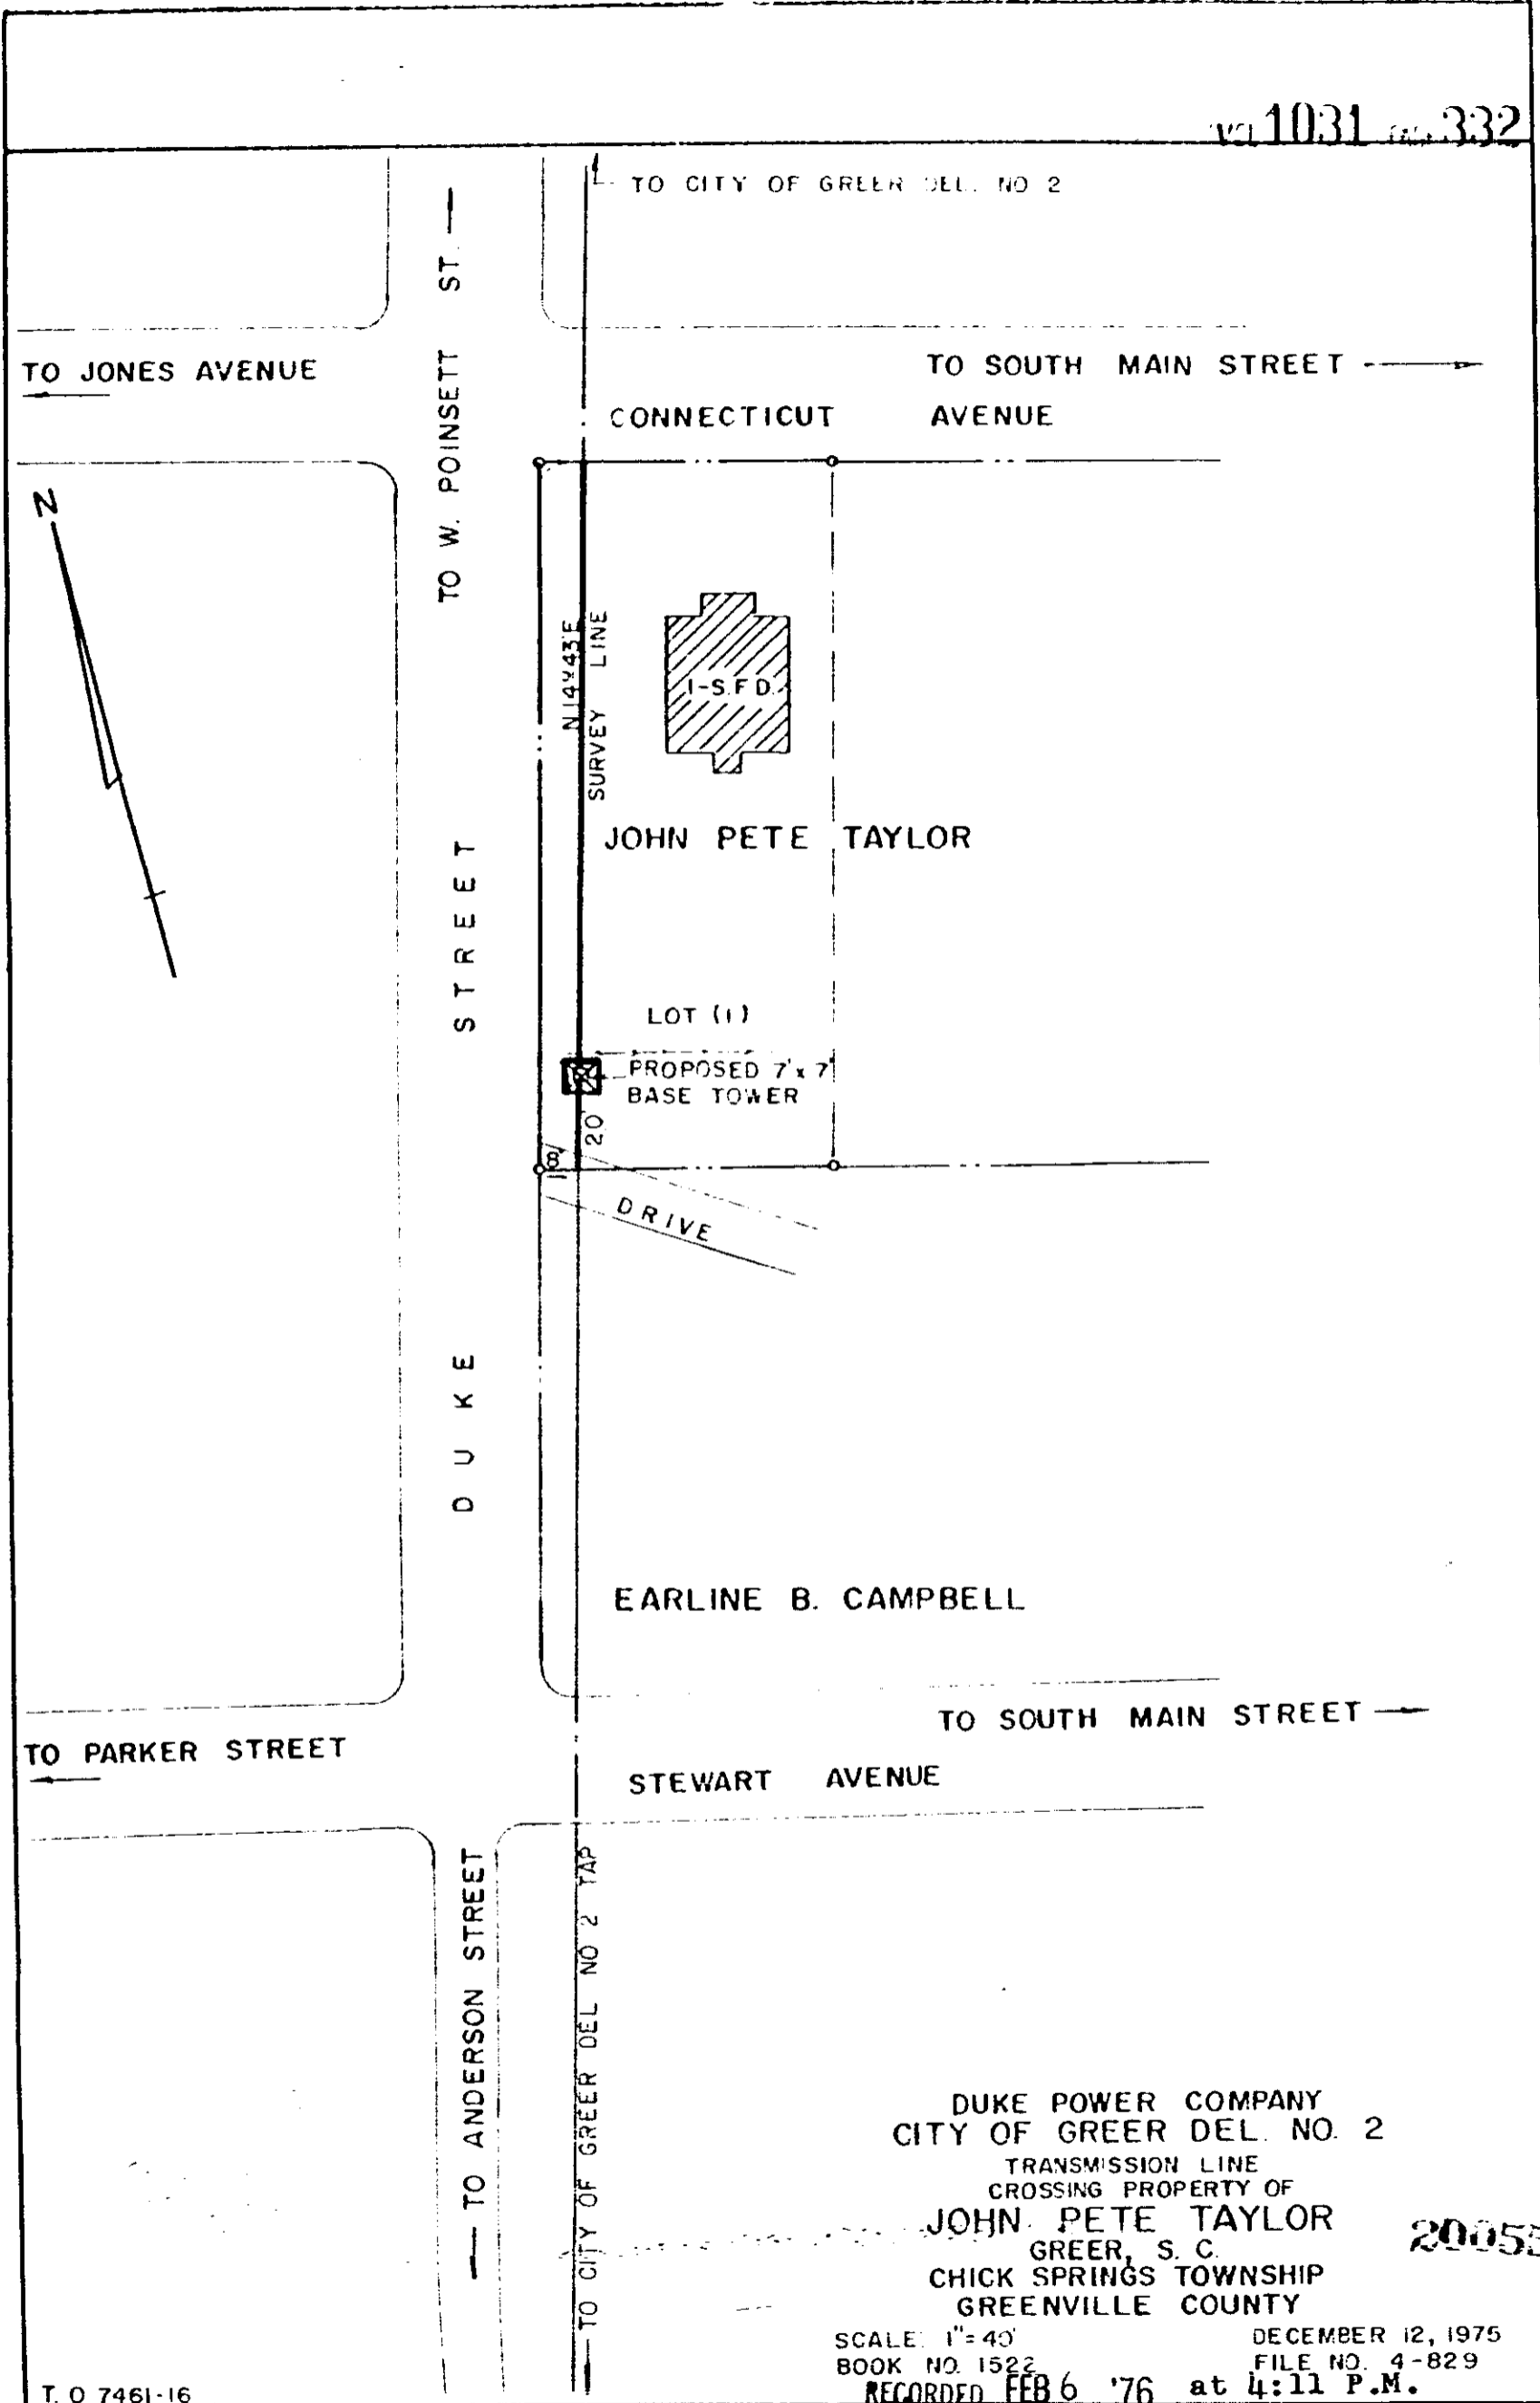 vol 1031 332
TO CITY OF GREER DEL. NO 2
TO W. POINSETT ST.
TO JONES AVENUE
TO SOUTH MAIN STREET
CONNECTICUT AVENUE
N
N14°43'E
SURVEY LINE
1-S.F.D.
JOHN PETE TAYLOR
DUKE STREET
LOT (1)
PROPOSED 7'x 7'
BASE TOWER
20'
8'
DRIVE
EARLINE B. CAMPBELL
TO SOUTH MAIN STREET
TO PARKER STREET
STEWART AVENUE
TO ANDERSON STREET
TO CITY OF GREER DEL NO 2 TAP
DUKE POWER COMPANY
CITY OF GREER DEL. NO. 2
TRANSMISSION LINE
CROSSING PROPERTY OF
JOHN PETE TAYLOR
20053
GREER, S. C.
CHICK SPRINGS TOWNSHIP
GREENVILLE COUNTY
SCALE: 1"=40' DECEMBER 12, 1975
BOOK NO. 1522 FILE NO. 4-829
RECORDED FEB 6 '76 at 4:11 P.M.
T. O 7461-16